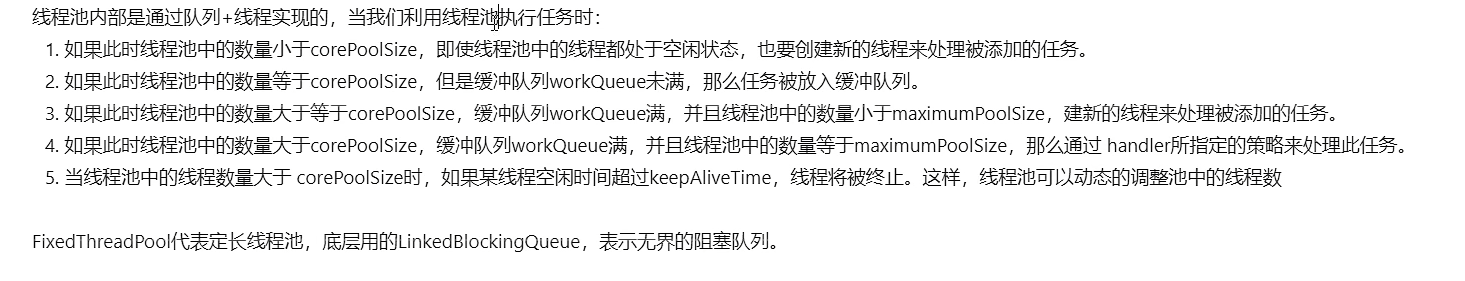 线程池内部是通过队列+线程实现的，当我们利用线程池执行任务时：
1. 如果此时线程池中的数量小于corePoolSize，即使线程池中的线程都处于空闲状态，也要创建新的线程来处理被添加的任务。
2. 如果此时线程池中的数量等于corePoolSize，但是缓冲队列workQueue未满，那么任务被放入缓冲队列。
3. 如果此时线程池中的数量大于等于corePoolSize，缓冲队列workQueue满，并且线程池中的数量小于maximumPoolSize，建新的线程来处理被添加的任务。
4. 如果此时线程池中的数量大于corePoolSize，缓冲队列workQueue满，并且线程池中的数量等于maximumPoolSize，那么通过 handler所指定的策略来处理此任务。
5. 当线程池中的线程数量大于 corePoolSize时，如果某线程空闲时间超过keepAliveTime，线程将被终止。这样，线程池可以动态的调整池中的线程数
FixedThreadPool代表定长线程池，底层用的LinkedBlockingQueue，表示无界的阻塞队列。